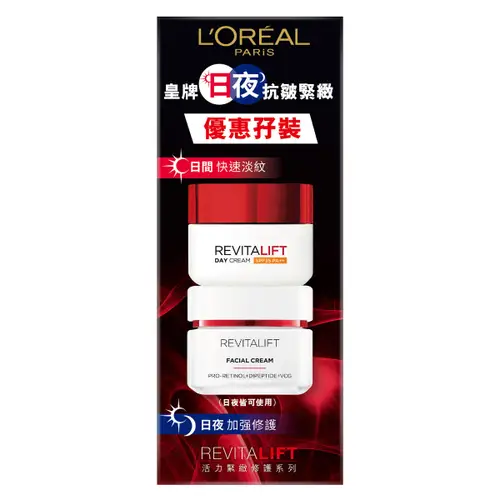 L'ORÉAL
PARIS
皇牌日夜抗皺緊緻
優惠孖裝
日間 快速淡紋
REVITALIFT
DAY CREAM SPF35 PA++
REVITALIFT
FACIAL CREAM
PRO-RETINOL+DIPEPTIDE+VCG
(日夜皆可使用)
日夜 加强修護
REVITALIFT
活力緊緻修護系列